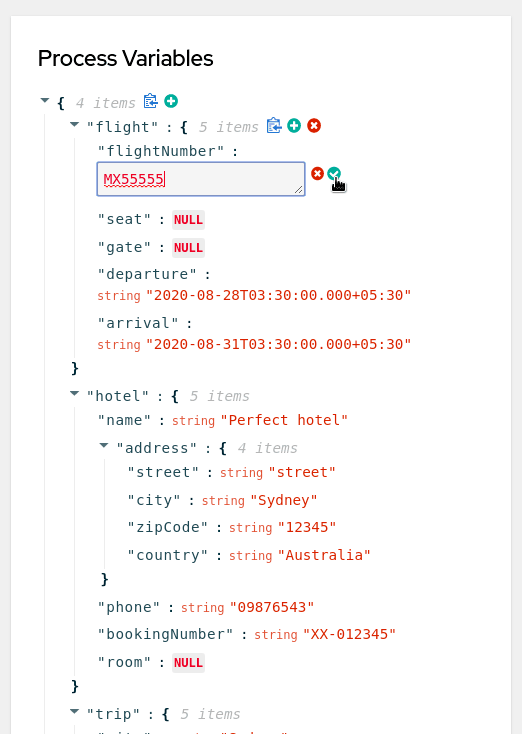 Process Variables
{ 4 items
"flight" : { 5 items
"flightNumber" :
MX55555
"seat" : NULL
"gate" : NULL
"departure" :
string "2020-08-28T03:30:00.000+05:30"
"arrival" :
string "2020-08-31T03:30:00.000+05:30"
}
"hotel" : { 5 items
"name" : string "Perfect hotel"
"address" : { 4 items
"street" : string "street"
"city" : string "Sydney"
"zipCode" : string "12345"
"country" : string "Australia"
}
"phone" : string "09876543"
"bookingNumber" : string "XX-012345"
"room" : NULL
}
"trip" : { 5 items